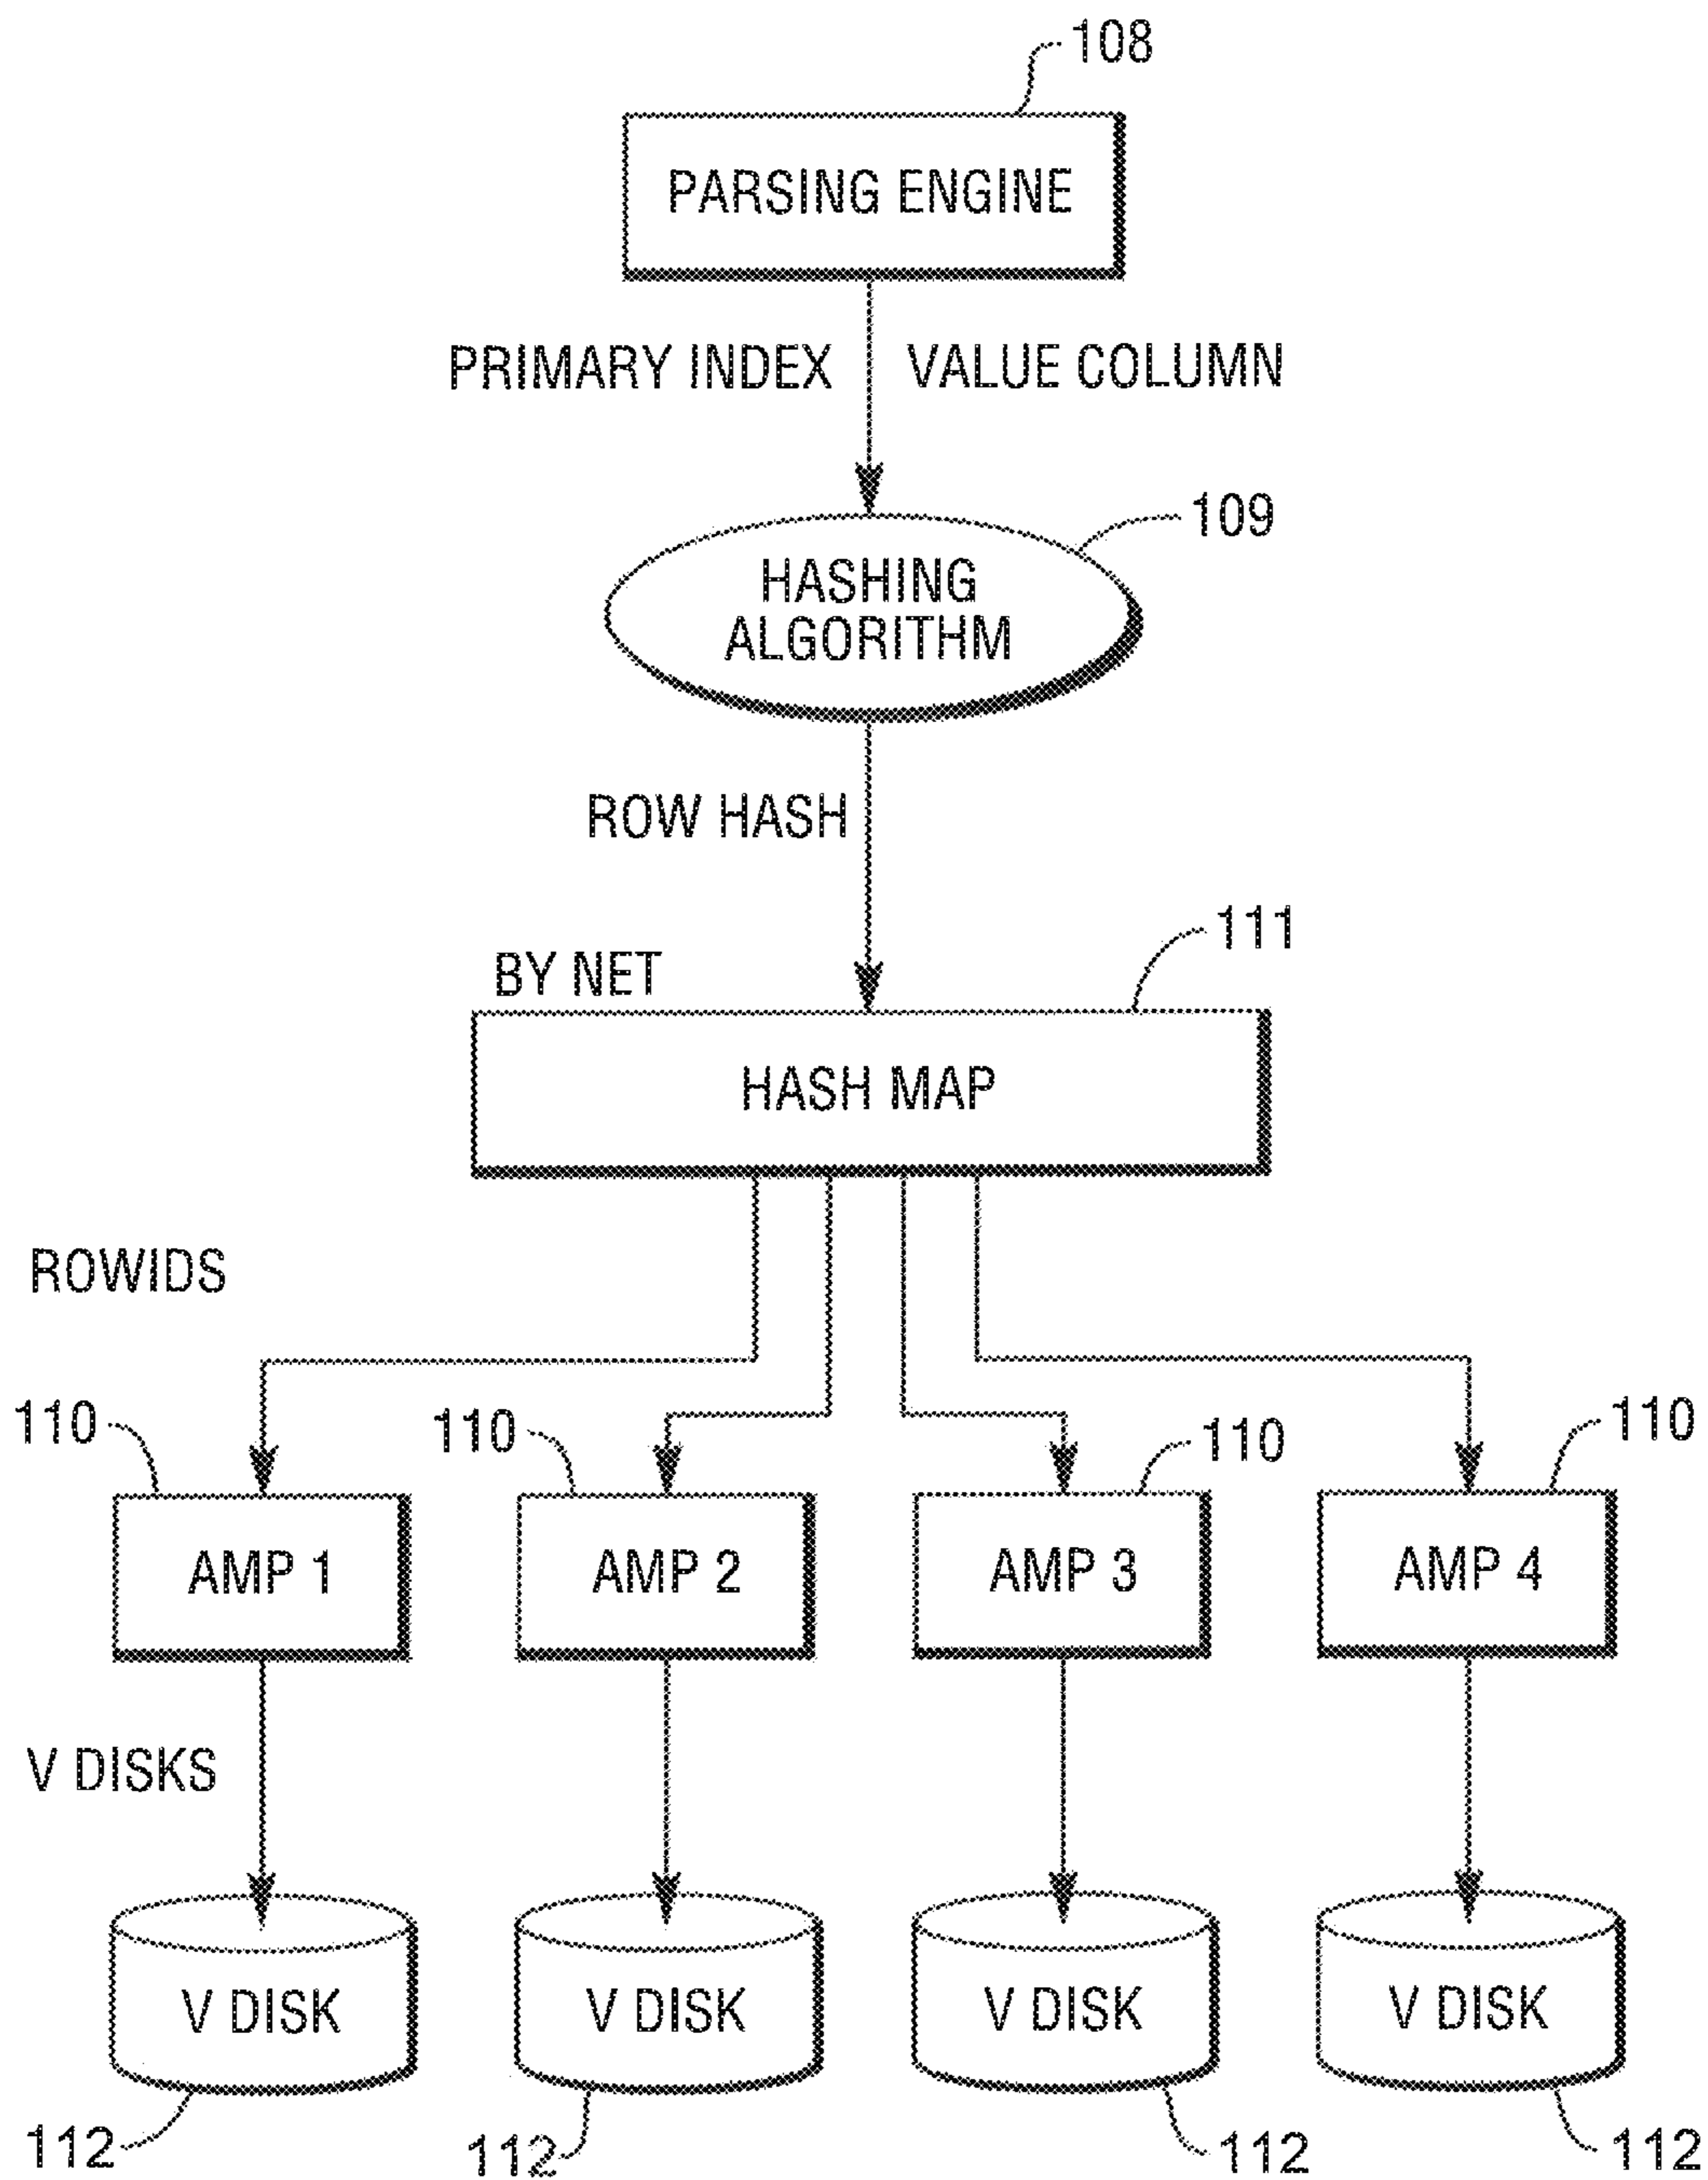 108
PARSING ENGINE
PRIMARY INDEX VALUE COLUMN
109
HASHING
ALGORITHM
ROW HASH
111
BY NET
HASH MAP
ROWIDS
110 110 110 110
AMP 1 AMP 2 AMP 3 AMP 4
V DISKS
V DISK V DISK V DISK V DISK
112 112 112 112